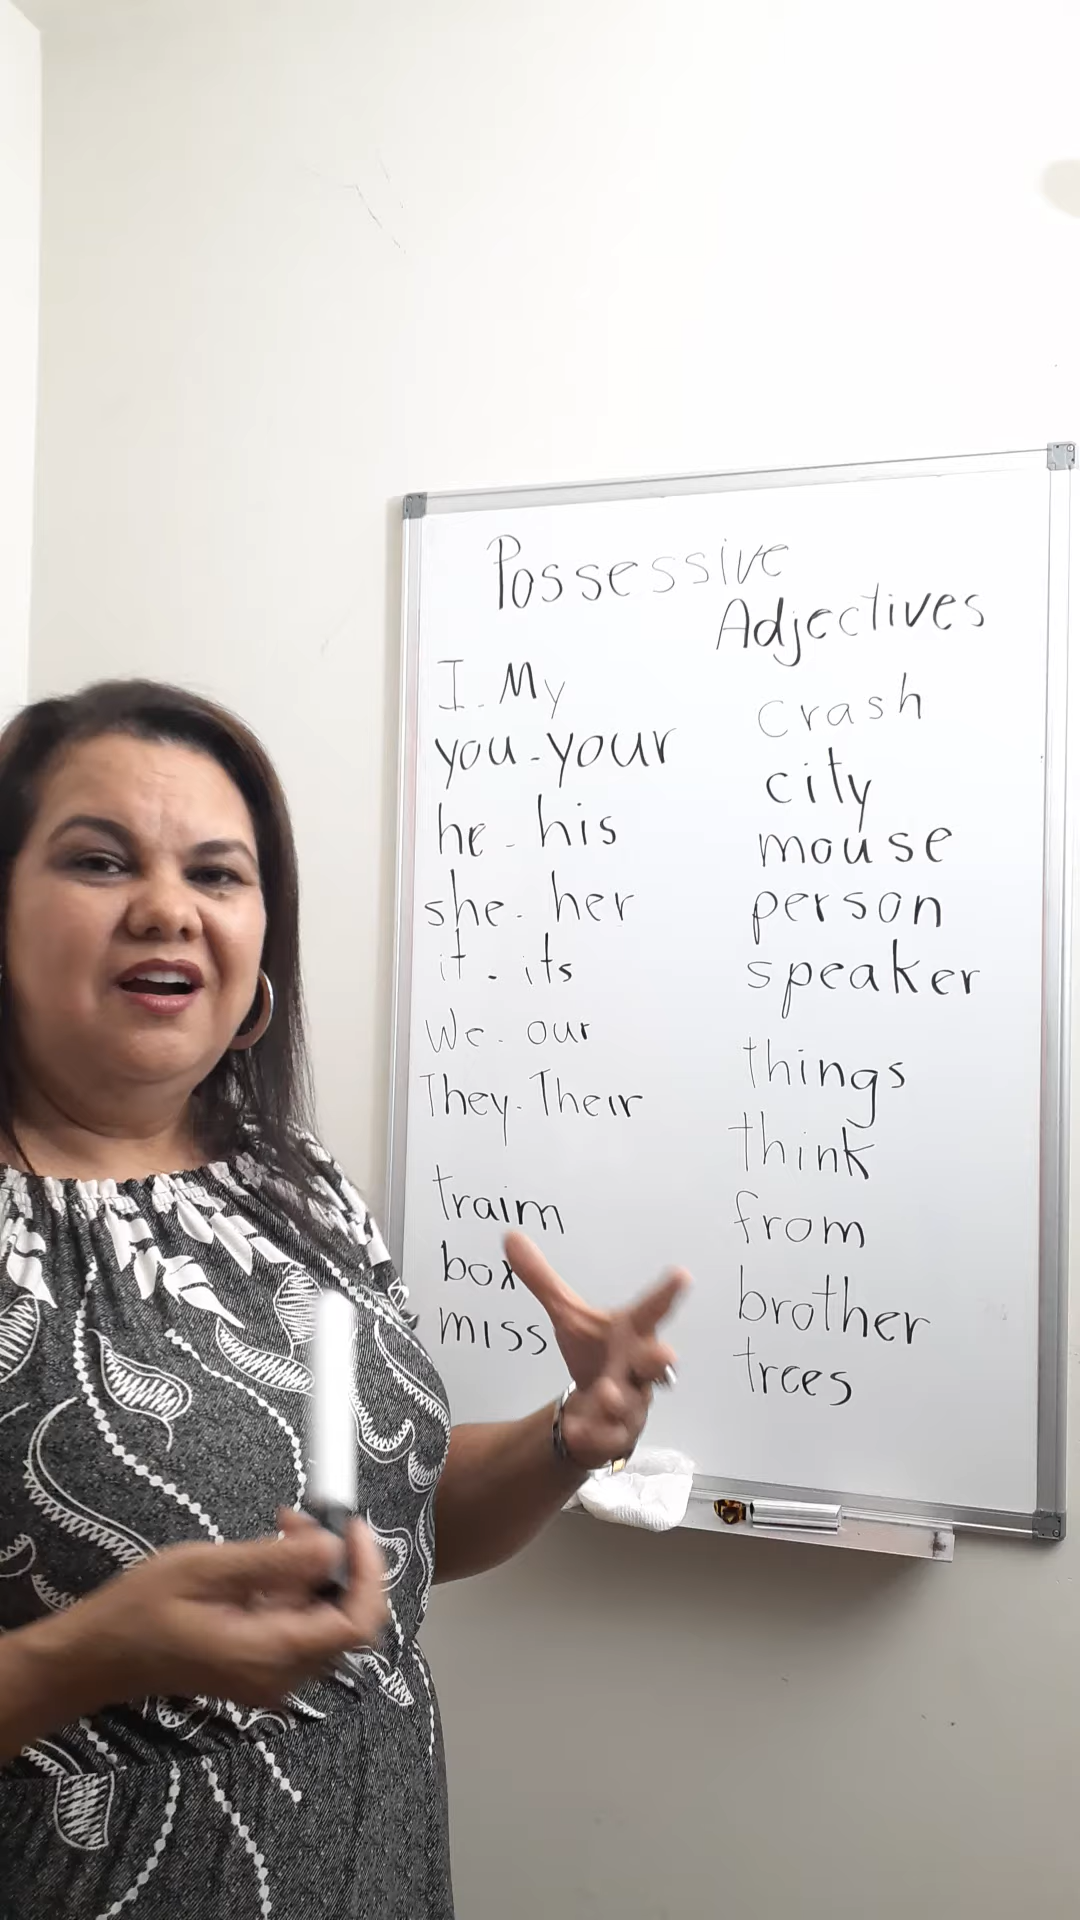 Possessive
Adjectives
I. My
you - your
he - his
she - her
it - its
We - our
They - Their
traim
box
miss
crash
city
mouse
person
speaker
things
think
from
brother
trees